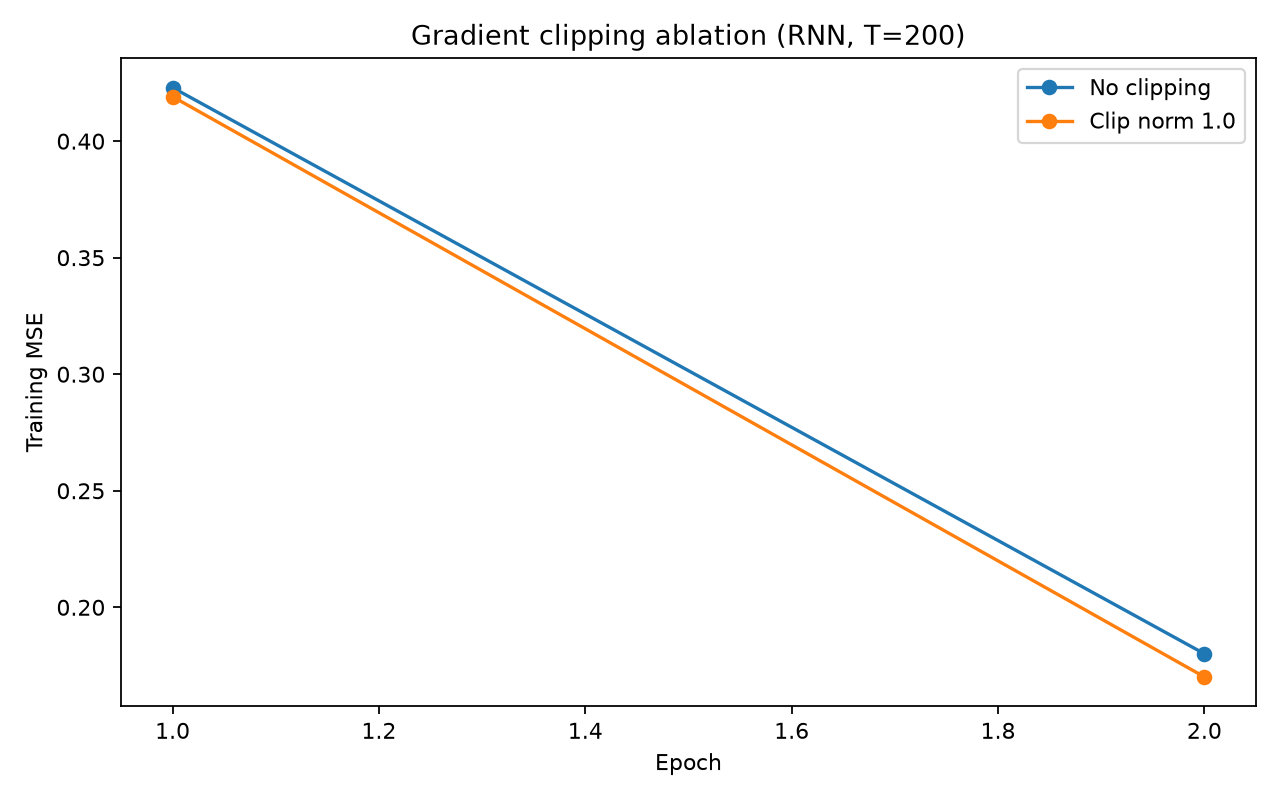 Gradient clipping ablation (RNN, T=200)
No clipping
Clip norm 1.0
Training MSE
0.40
0.35
0.30
0.25
0.20
1.0 1.2 1.4 1.6 1.8 2.0
Epoch